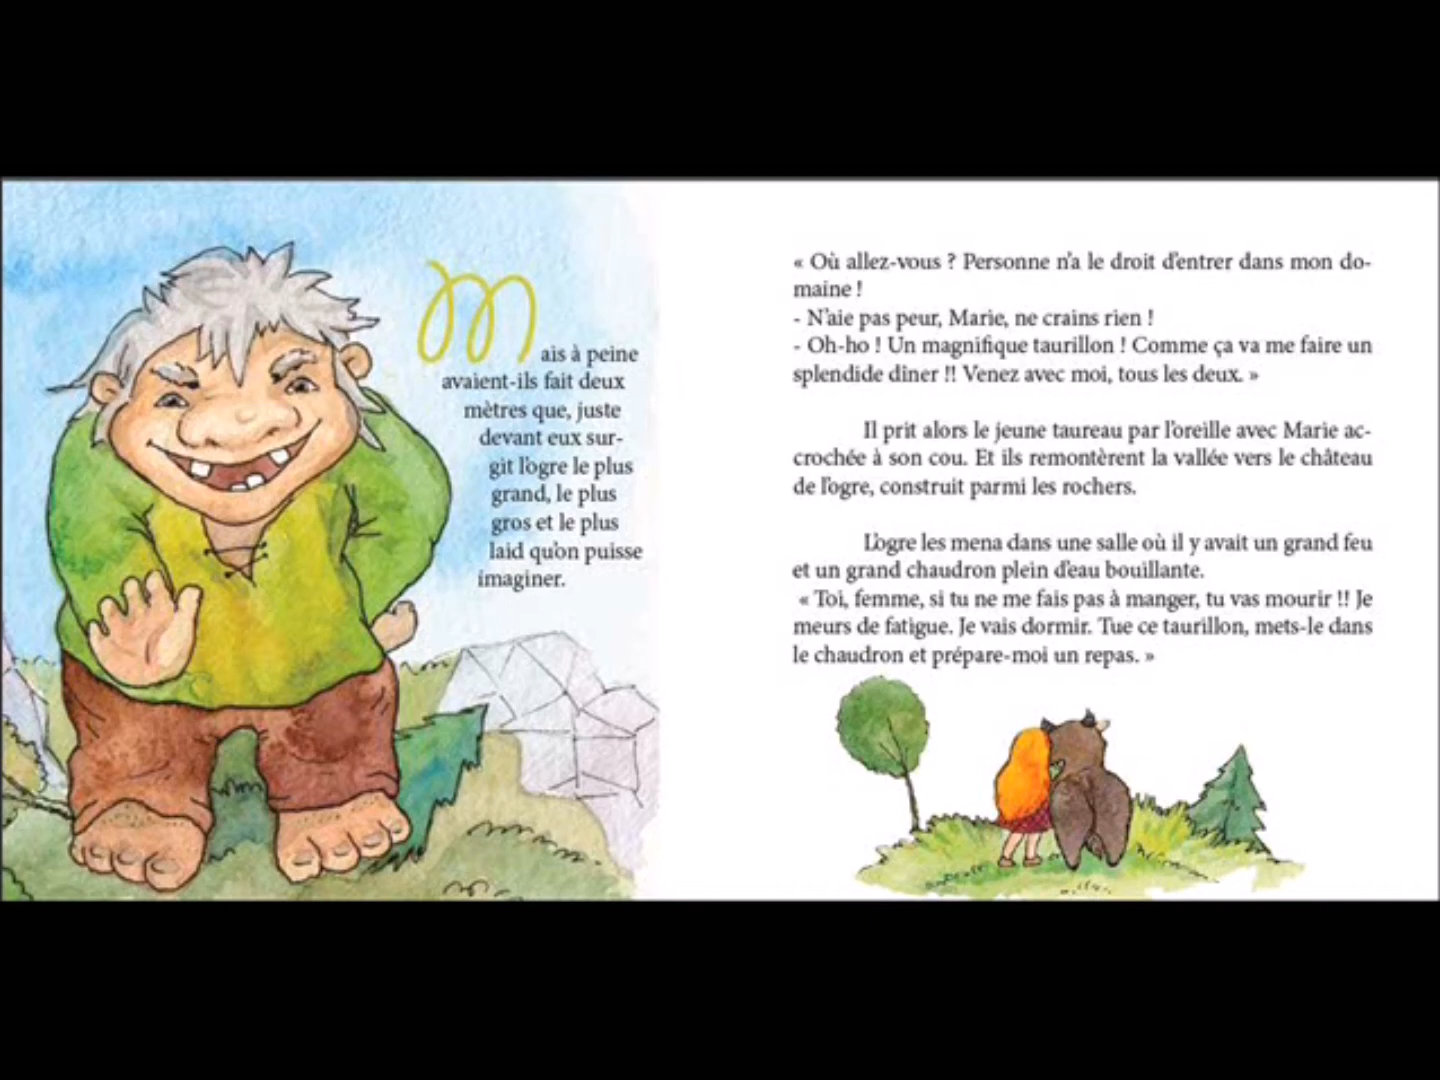 Mais à peine
avaient-ils fait deux
mètres que, juste
devant eux sur-
git l'ogre le plus
grand, le plus
gros et le plus
laid qu'on puisse
imaginer.
« Où allez-vous ? Personne n'a le droit d'entrer dans mon do-
maine !
- N'aie pas peur, Marie, ne crains rien !
- Oh-ho ! Un magnifique taurillon ! Comme ça va me faire un
splendide dîner !! Venez avec moi, tous les deux. »
Il prit alors le jeune taureau par l'oreille avec Marie ac-
crochée à son cou. Et ils remontèrent la vallée vers le château
de l'ogre, construit parmi les rochers.
L'ogre les mena dans une salle où il y avait un grand feu
et un grand chaudron plein d'eau bouillante.
« Toi, femme, si tu ne me fais pas à manger, tu vas mourir !! Je
meurs de fatigue. Je vais dormir. Tue ce taurillon, mets-le dans
le chaudron et prépare-moi un repas. »